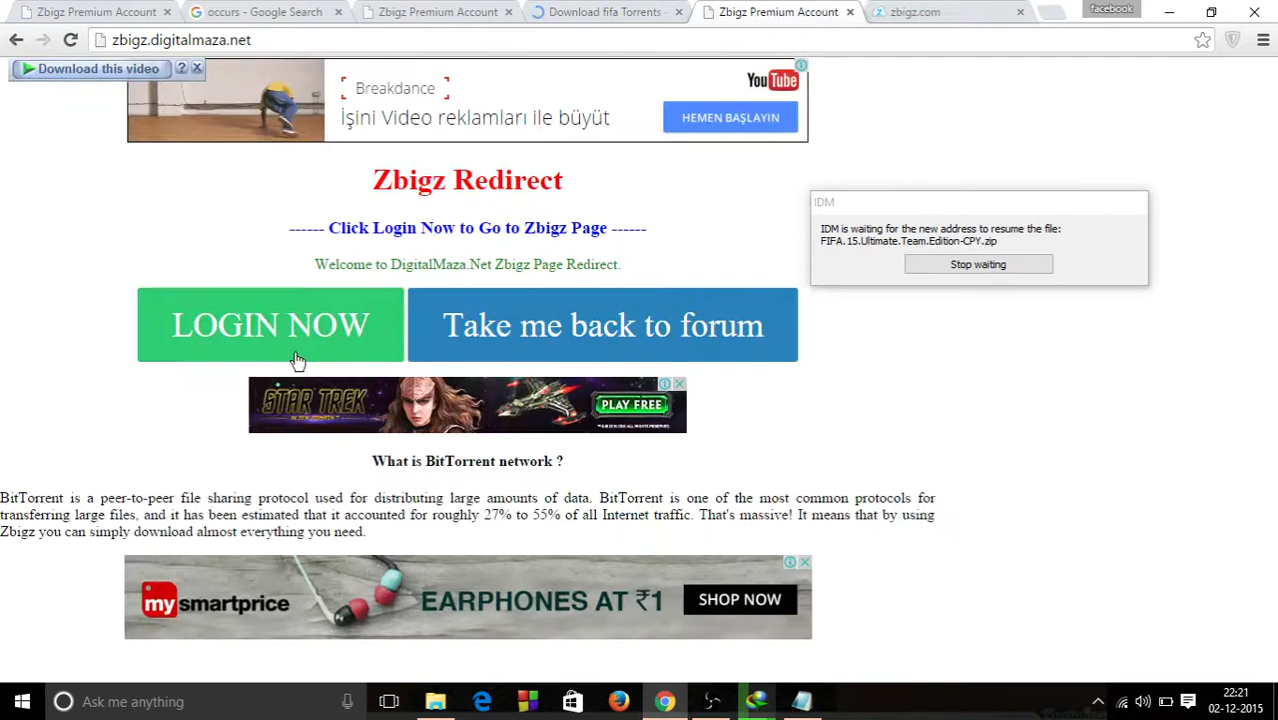 Zbigz Premium Account
occurs - Google Search
Zbigz Premium Account
Download fifa Torrents -
Zbigz Premium Account
zbigz.com
facebook
zbigz.digitalmaza.net
Download this video
?
Breakdance
İşini Video reklamları ile büyüt
YouTube
HEMEN BAŞLAYIN
Zbigz Redirect
------ Click Login Now to Go to Zbigz Page ------
Welcome to DigitalMaza.Net Zbigz Page Redirect.
IDM
IDM is waiting for the new address to resume the file:
FIFA.15.Ultimate.Team.Edition-CPY.zip
Stop waiting
LOGIN NOW
Take me back to forum
STAR TREK
PLAY FREE
What is BitTorrent network ?
BitTorrent is a peer-to-peer file sharing protocol used for distributing large amounts of data. BitTorrent is one of the most common protocols for
transferring large files, and it has been estimated that it accounted for roughly 27% to 55% of all Internet traffic. That's massive! It means that by using
Zbigz you can simply download almost everything you need.
mysmartprice
EARPHONES AT ₹1
SHOP NOW
Ask me anything
22:21
02-12-2015